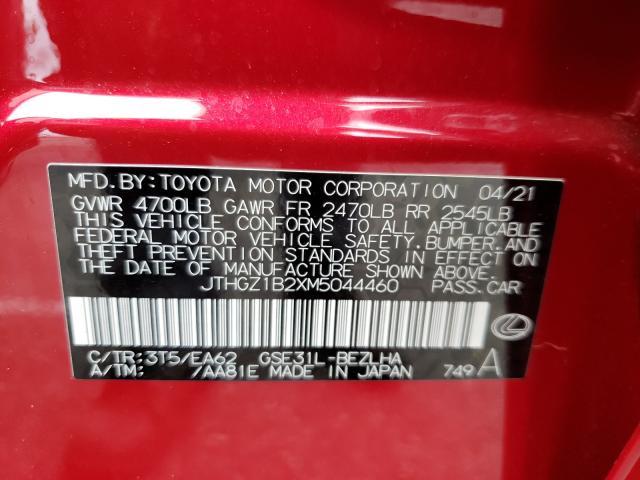 MFD. BY: TOYOTA MOTOR CORPORATION 04/21
GVWR 4700LB GAWR FR 2470LB RR 2545LB
THIS VEHICLE CONFORMS TO ALL APPLICABLE
FEDERAL MOTOR VEHICLE SAFETY, BUMPER, AND
THEFT PREVENTION STANDARDS IN EFFECT ON
THE DATE OF MANUFACTURE SHOWN ABOVE.
JTHGZ1B2XM5044460 PASS. CAR
C/TR: 3T5/EA62 GSE31L-BEZLHA
A/TM: /AA81E MADE IN JAPAN 749 A